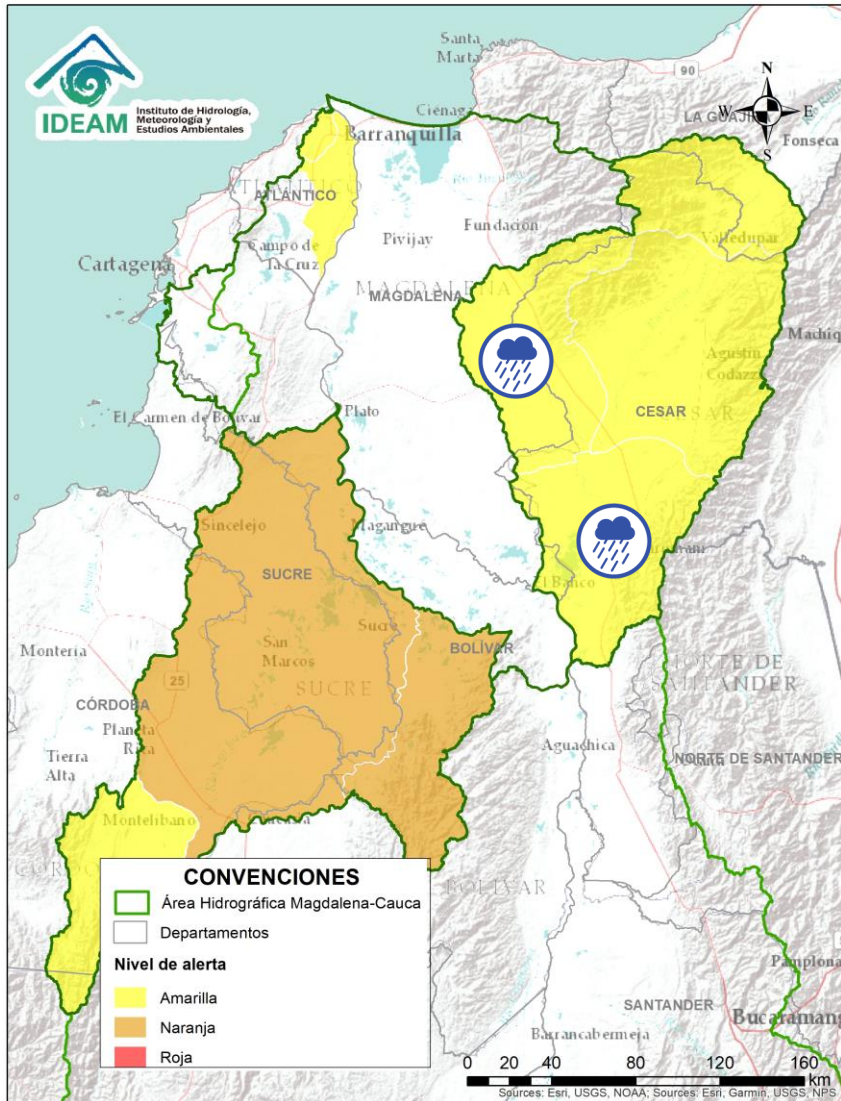 Santa
Marta
90
N
W
E
S
IDEAM
Instituto de Hidrología,
Meteorología y
Estudios Ambientales
Ciénaga
Barranquilla
LA GUAJIRA
Fonseca
ATLÁNTICO
Campo de
la Cruz
Pivijay
Fundación
Valledupar
Cartagena
MAGDALENA
MAGDALENA
Agustín
Codazzi
CESAR
El Carmen de Bolívar
Plato
Sincelejo
Magangue
SUCRE
El Banco
Sucre
San
Marcos
BOLÍVAR
SUCRE
Montería
25
CÓRDOBA
Planeta
Rica
Tierra
Alta
NORTE DE
SANTANDER
Aguachica
NORTE DE SANTANDER
Montelibano
BOLÍVAR
CONVENCIONES
Área Hidrográfica Magdalena-Cauca
Departamentos
Nivel de alerta
Amarilla
Naranja
Roja
Pamplona
SANTANDER
Barrancabermeja
0 20 40 80 120 160
km
Sources: Esri, USGS, NOAA; Sources: Esri, Garmin, USGS, NPS